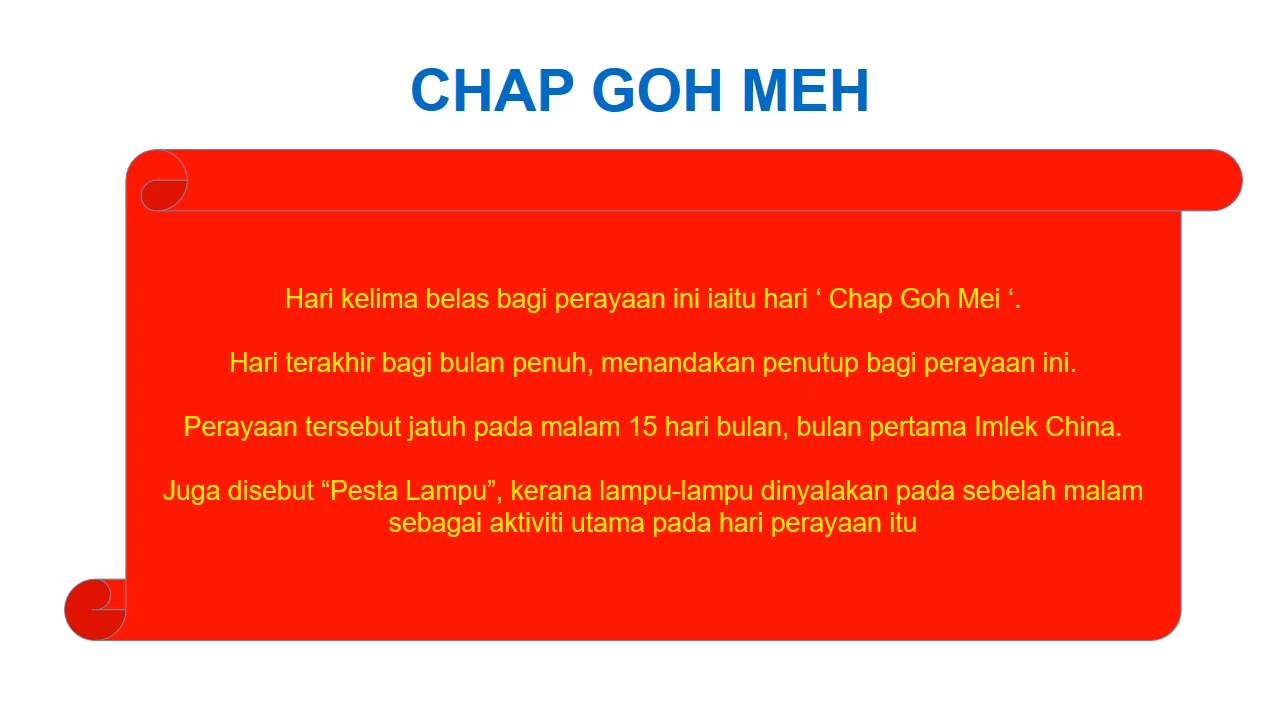 CHAP GOH MEH
Hari kelima belas bagi perayaan ini iaitu hari ‘ Chap Goh Mei ‘.
Hari terakhir bagi bulan penuh, menandakan penutup bagi perayaan ini.
Perayaan tersebut jatuh pada malam 15 hari bulan, bulan pertama Imlek China.
Juga disebut “Pesta Lampu”, kerana lampu-lampu dinyalakan pada sebelah malam
sebagai aktiviti utama pada hari perayaan itu